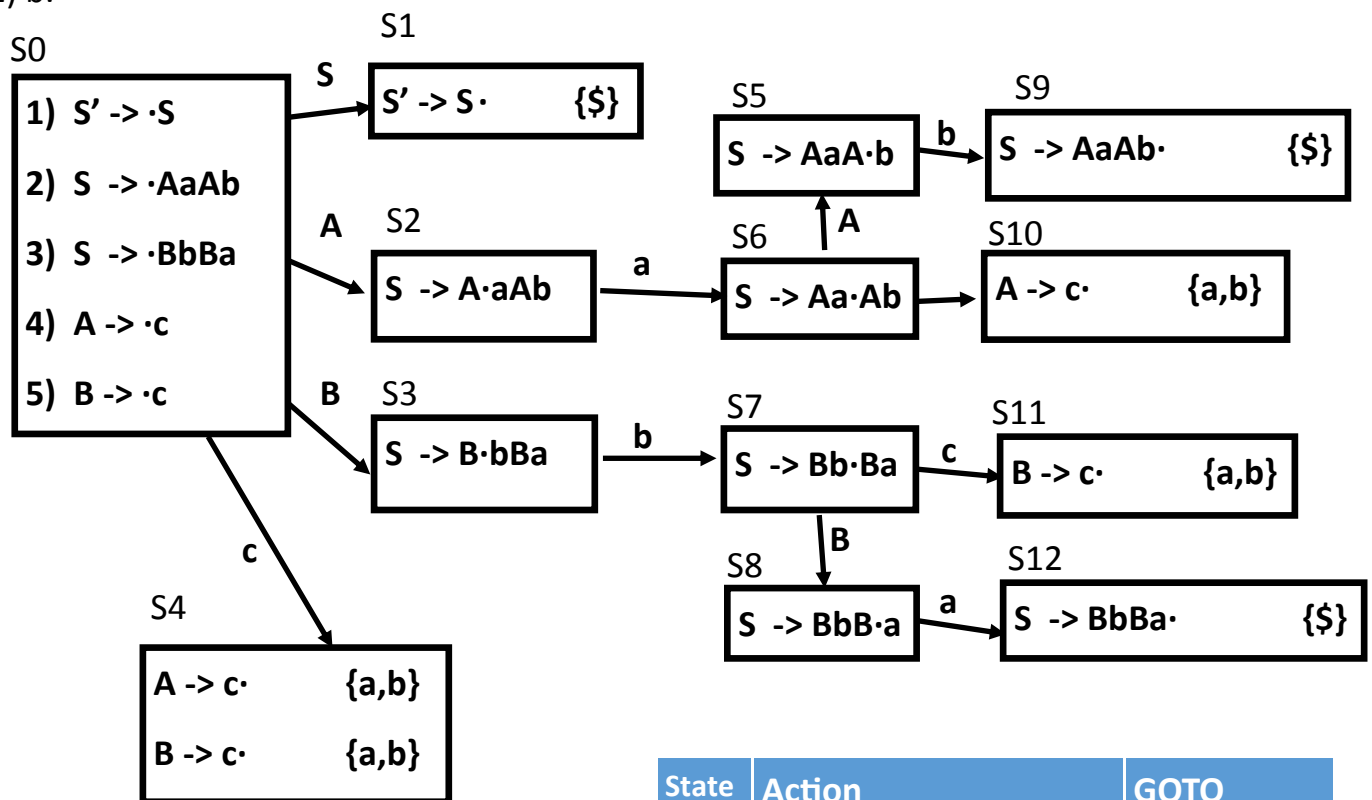 b.
S0
1) S' -> ·S
2) S -> ·AaAb
3) S -> ·BbBa
4) A -> ·c
5) B -> ·c
S
S1
S' -> S· {$}
A
S2
S -> A·aAb
a
S6
S -> Aa·Ab
A
S5
S -> AaA·b
b
S9
S -> AaAb· {$}
S10
A -> c· {a,b}
B
S3
S -> B·bBa
b
S7
S -> Bb·Ba
c
S11
B -> c· {a,b}
B
S8
S -> BbB·a
a
S12
S -> BbBa· {$}
c
S4
A -> c· {a,b}
B -> c· {a,b}
State Action GOTO